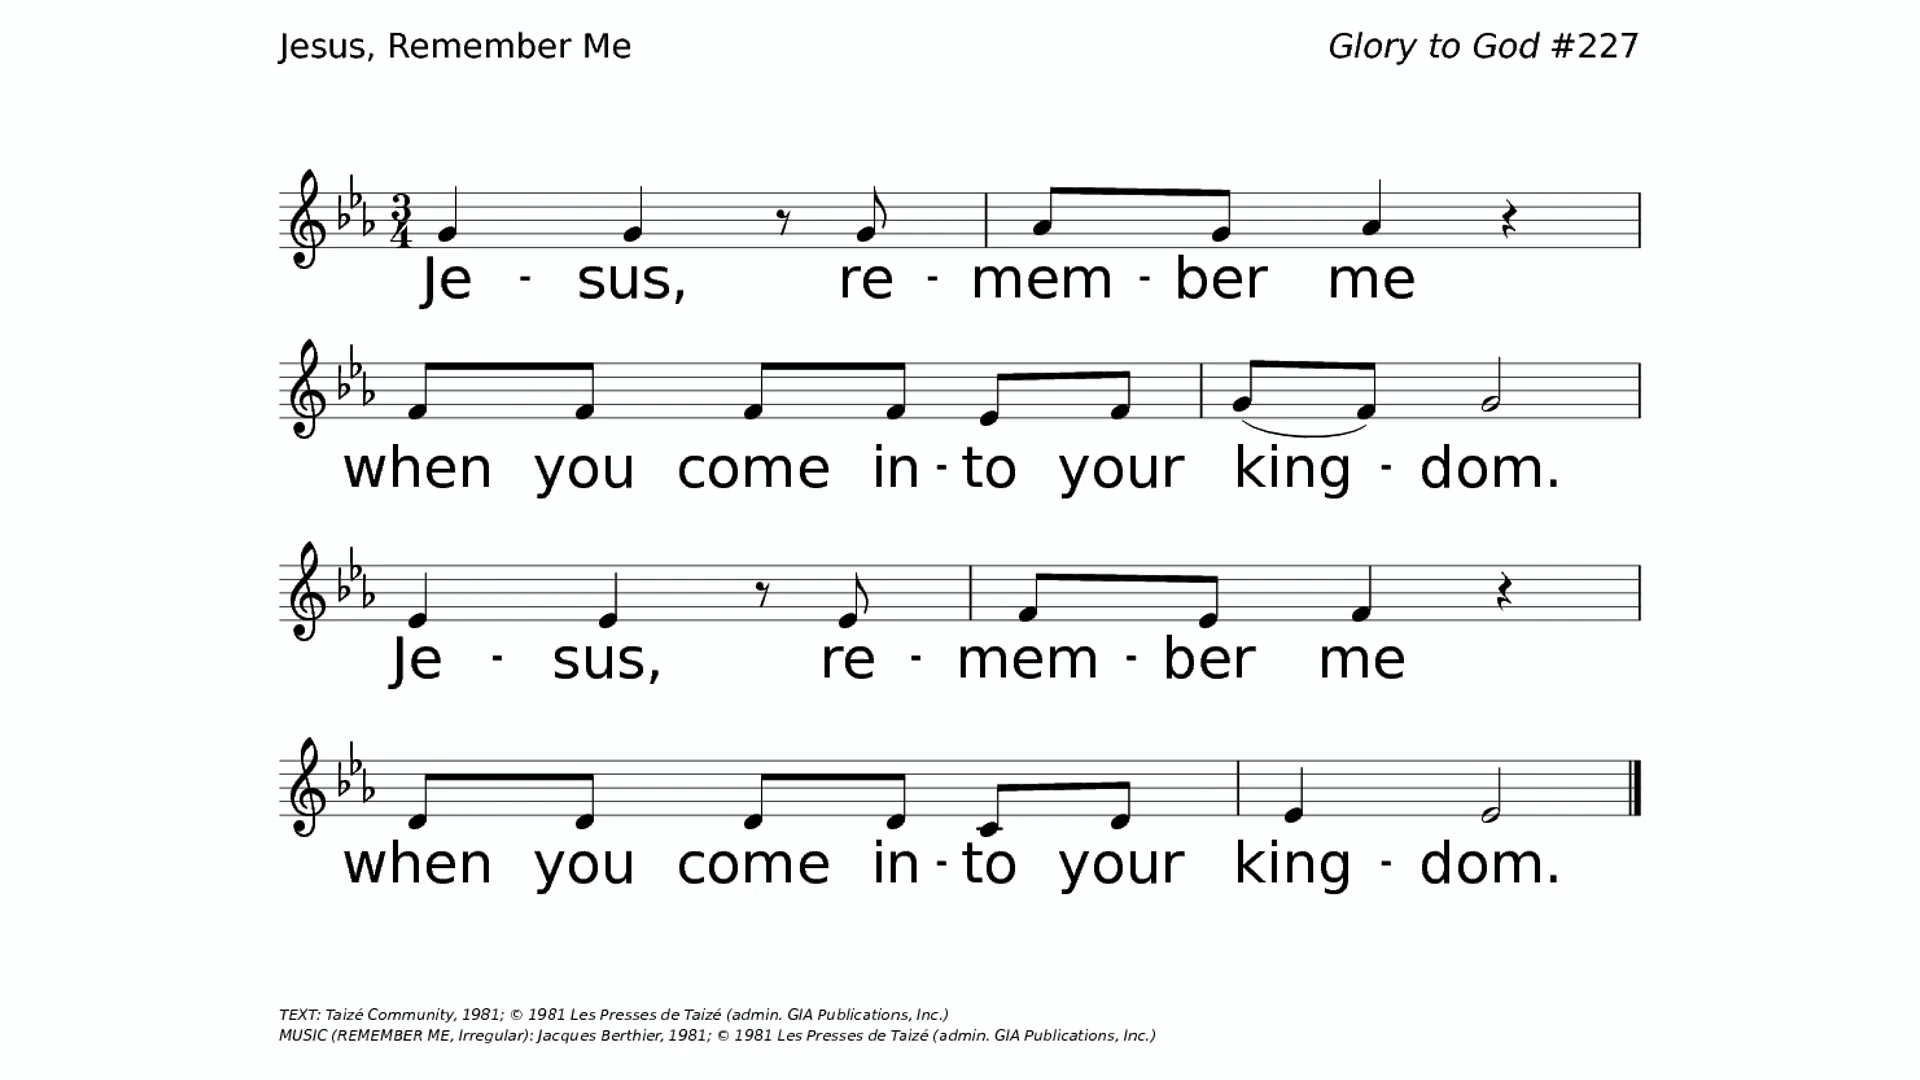 Jesus, Remember Me
Glory to God #227
3
4
Je - sus, re - mem - ber me
when you come in - to your king - dom.
Je - sus, re - mem - ber me
when you come in - to your king - dom.
TEXT: Taizé Community, 1981; © 1981 Les Presses de Taizé (admin. GIA Publications, Inc.)
MUSIC (REMEMBER ME, Irregular): Jacques Berthier, 1981; © 1981 Les Presses de Taizé (admin. GIA Publications, Inc.)